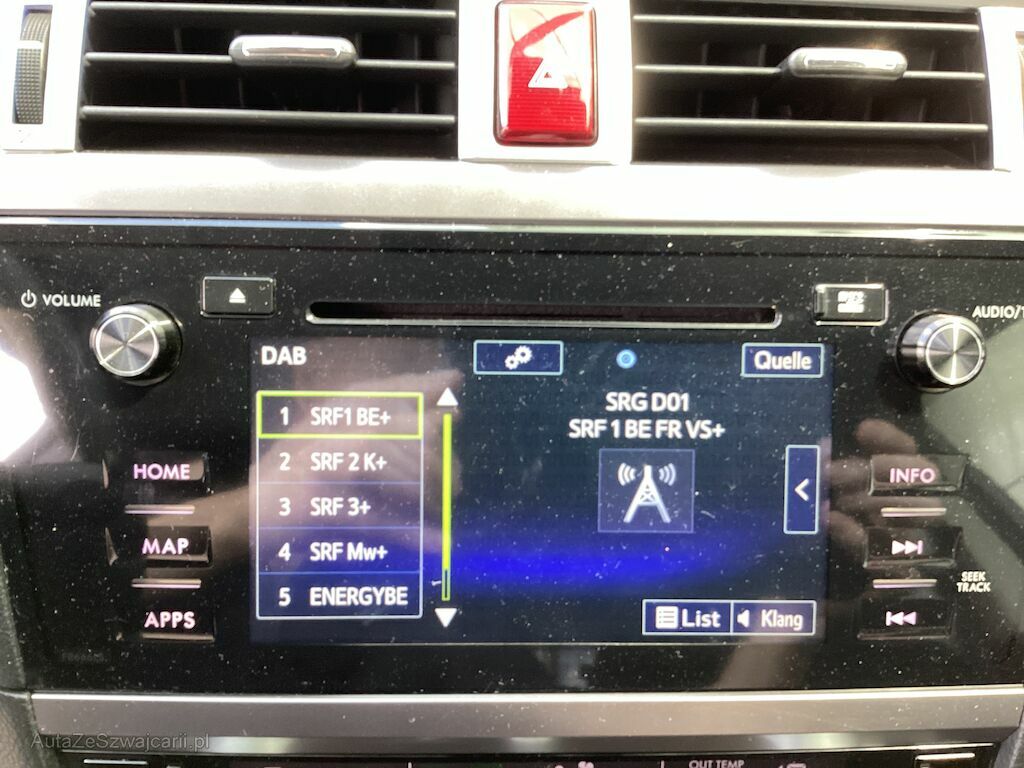 VOLUME
AUDIO/
DAB
Quelle
SRG D01
SRF 1 BE FR VS+
1 SRF1 BE+
2 SRF 2 K+
3 SRF 3+
4 SRF Mw+
5 ENERGYBE
HOME
MAP
APPS
INFO
SEEK
TRACK
List
Klang
OUT TEMP
AutaZeSzwajcarii.pl